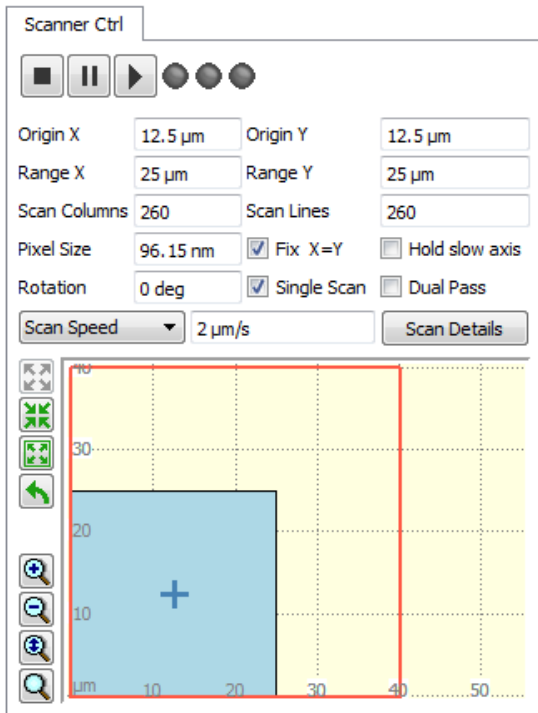 Scanner Ctrl
Origin X 12.5 µm Origin Y 12.5 µm
Range X 25 µm Range Y 25 µm
Scan Columns 260 Scan Lines 260
Pixel Size 96.15 nm Fix X=Y Hold slow axis
Rotation 0 deg Single Scan Dual Pass
Scan Speed 2 µm/s Scan Details
40
30
20
10
µm 10 20 30 40 50